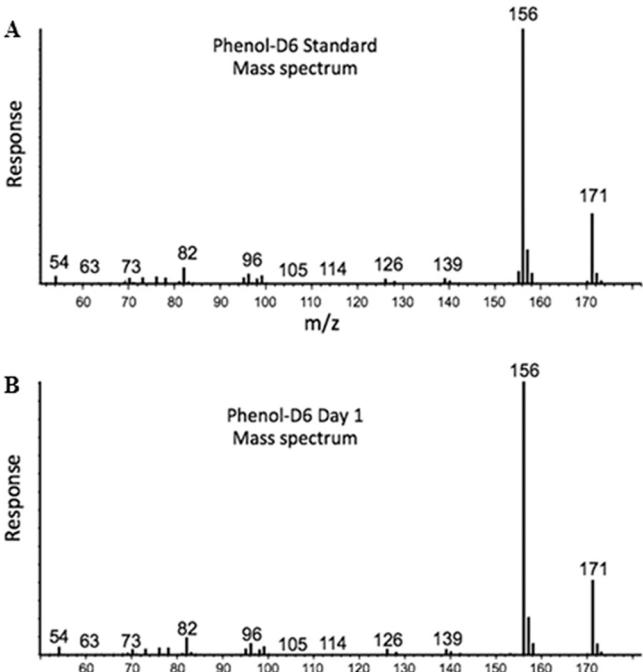 A
Phenol-D6 Standard
Mass spectrum
Response
156
171
54 63 73 82 96 105 114 126 139
60 70 80 90 100 110 120 130 140 150 160 170
m/z
B
Phenol-D6 Day 1
Mass spectrum
Response
156
171
54 63 73 82 96 105 114 126 139
60 70 80 90 100 110 120 130 140 150 160 170